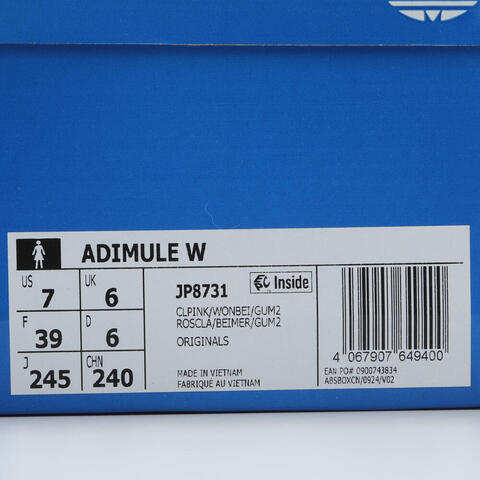 ADIMULE W
US UK
7 6
F D
39 6
J CHN
245 240
JP8731
Inside
CLPINK/WONBEI/GUM2
ROSCLA/BEIMER/GUM2
ORIGINALS
MADE IN VIETNAM
FABRIQUÉ AU VIETNAM
4 067907 649400
EAN PO# 0900743834
ABSBOXCN/0924/V02